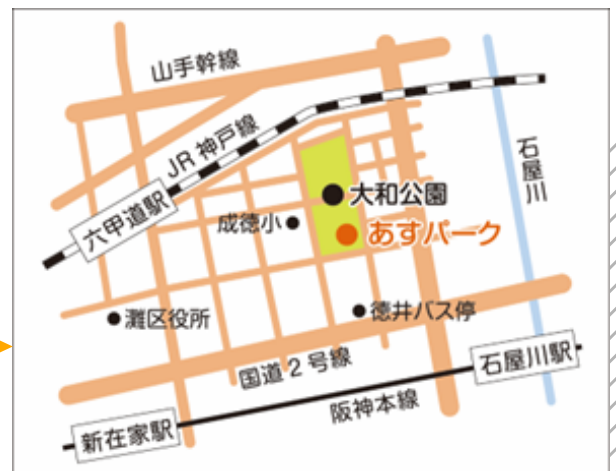 山手幹線
JR 神戸線
六甲道駅
石屋川
大和公園
成徳小
あすパーク
灘区役所
徳井バス停
国道2号線
石屋川駅
阪神本線
新在家駅